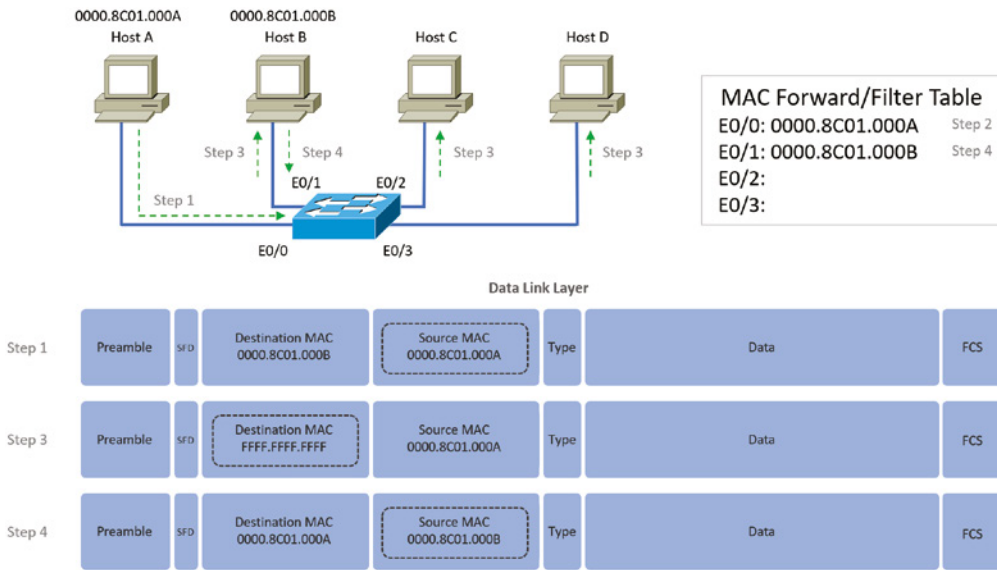 0000.8C01.000A
0000.8C01.000B
Host A
Host B
Host C
Host D
MAC Forward/Filter Table
E0/0: 0000.8C01.000A Step 2
E0/1: 0000.8C01.000B Step 4
E0/2:
E0/3:
Step 3
Step 4
Step 3
Step 3
Step 1
E0/1
E0/2
E0/0
E0/3
Data Link Layer
Step 1
Preamble
SFD
Destination MAC
0000.8C01.000B
Source MAC
0000.8C01.000A
Type
Data
FCS
Step 3
Preamble
SFD
Destination MAC
FFFF.FFFF.FFFF
Source MAC
0000.8C01.000A
Type
Data
FCS
Step 4
Preamble
SFD
Destination MAC
0000.8C01.000A
Source MAC
0000.8C01.000B
Type
Data
FCS